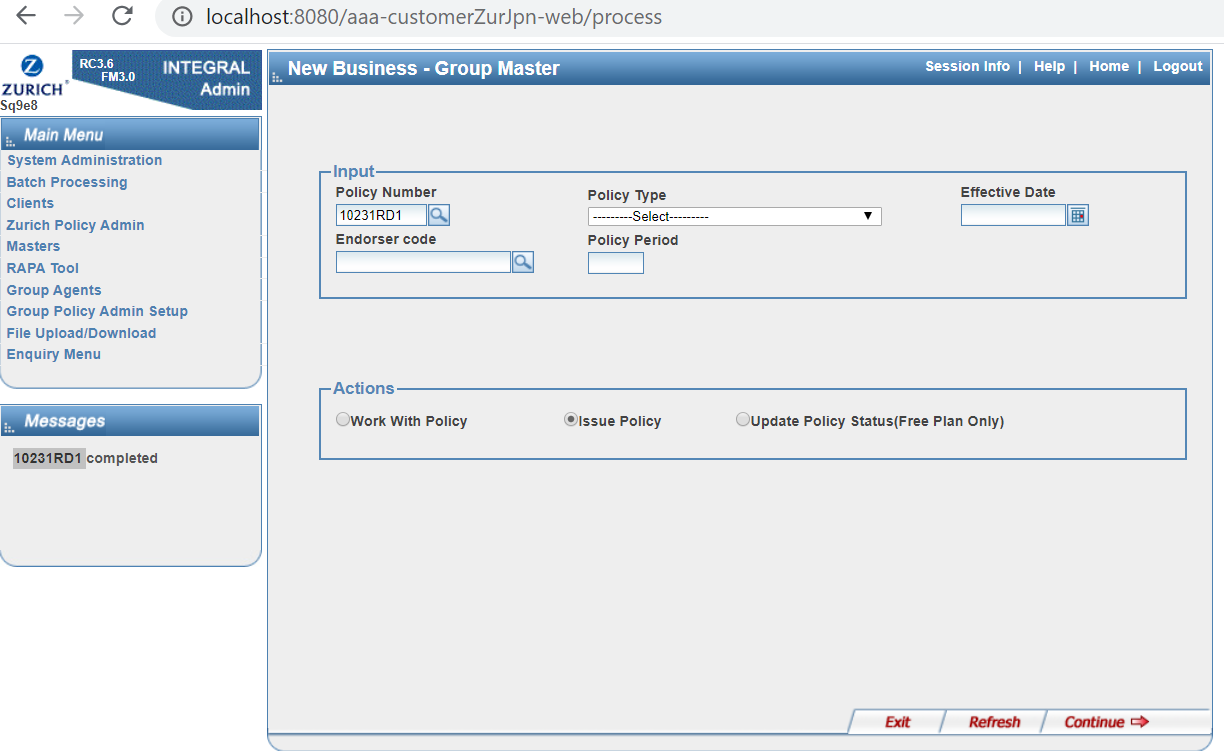 localhost:8080/aaa-customerZurJpn-web/process
ZURICH
Sq9e8
RC3.6
FM3.0
INTEGRAL
Admin
New Business - Group Master
Session Info | Help | Home | Logout
Main Menu
System Administration
Batch Processing
Clients
Zurich Policy Admin
Masters
RAPA Tool
Group Agents
Group Policy Admin Setup
File Upload/Download
Enquiry Menu
Messages
10231RD1 completed
Input
Policy Number
10231RD1
Policy Type
---------Select---------
Effective Date
Endorser code
Policy Period
Actions
Work With Policy
Issue Policy
Update Policy Status(Free Plan Only)
Exit
Refresh
Continue